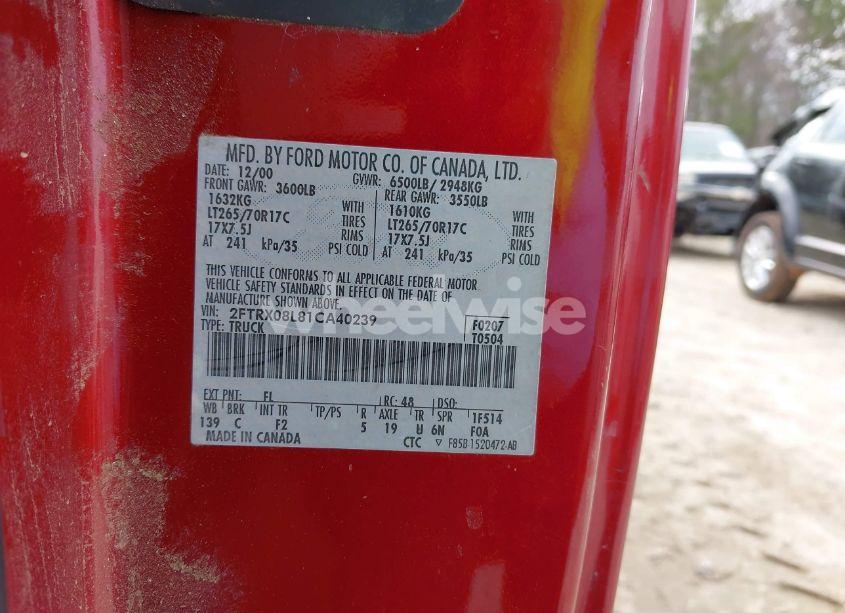 MFD. BY FORD MOTOR CO. OF CANADA, LTD.
DATE: 12/00 GVWR: 6500LB/ 2948KG
FRONT GAWR: 3600LB REAR GAWR: 3550LB
1632KG WITH 1610KG WITH
LT265/70R17C TIRES LT265/70R17C TIRES
17X7.5J RIMS 17X7.5J RIMS
AT 241 kPa/35 PSI COLD AT 241 kPa/35 PSI COLD
THIS VEHICLE CONFORMS TO ALL APPLICABLE FEDERAL MOTOR
VEHICLE SAFETY STANDARDS IN EFFECT ON THE DATE OF
MANUFACTURE SHOWN ABOVE.
VIN: 2FTRX08L81CA40239 F0207
TYPE: TRUCK T0504
wheelwise
EXT PNT: FL RC: 48 DSO:
WB BRK INT TR TP/PS R AXLE TR SPR 1F514
139 C F2 5 19 U 6N F0A
MADE IN CANADA CTC ▽ F85B-1520472-AB